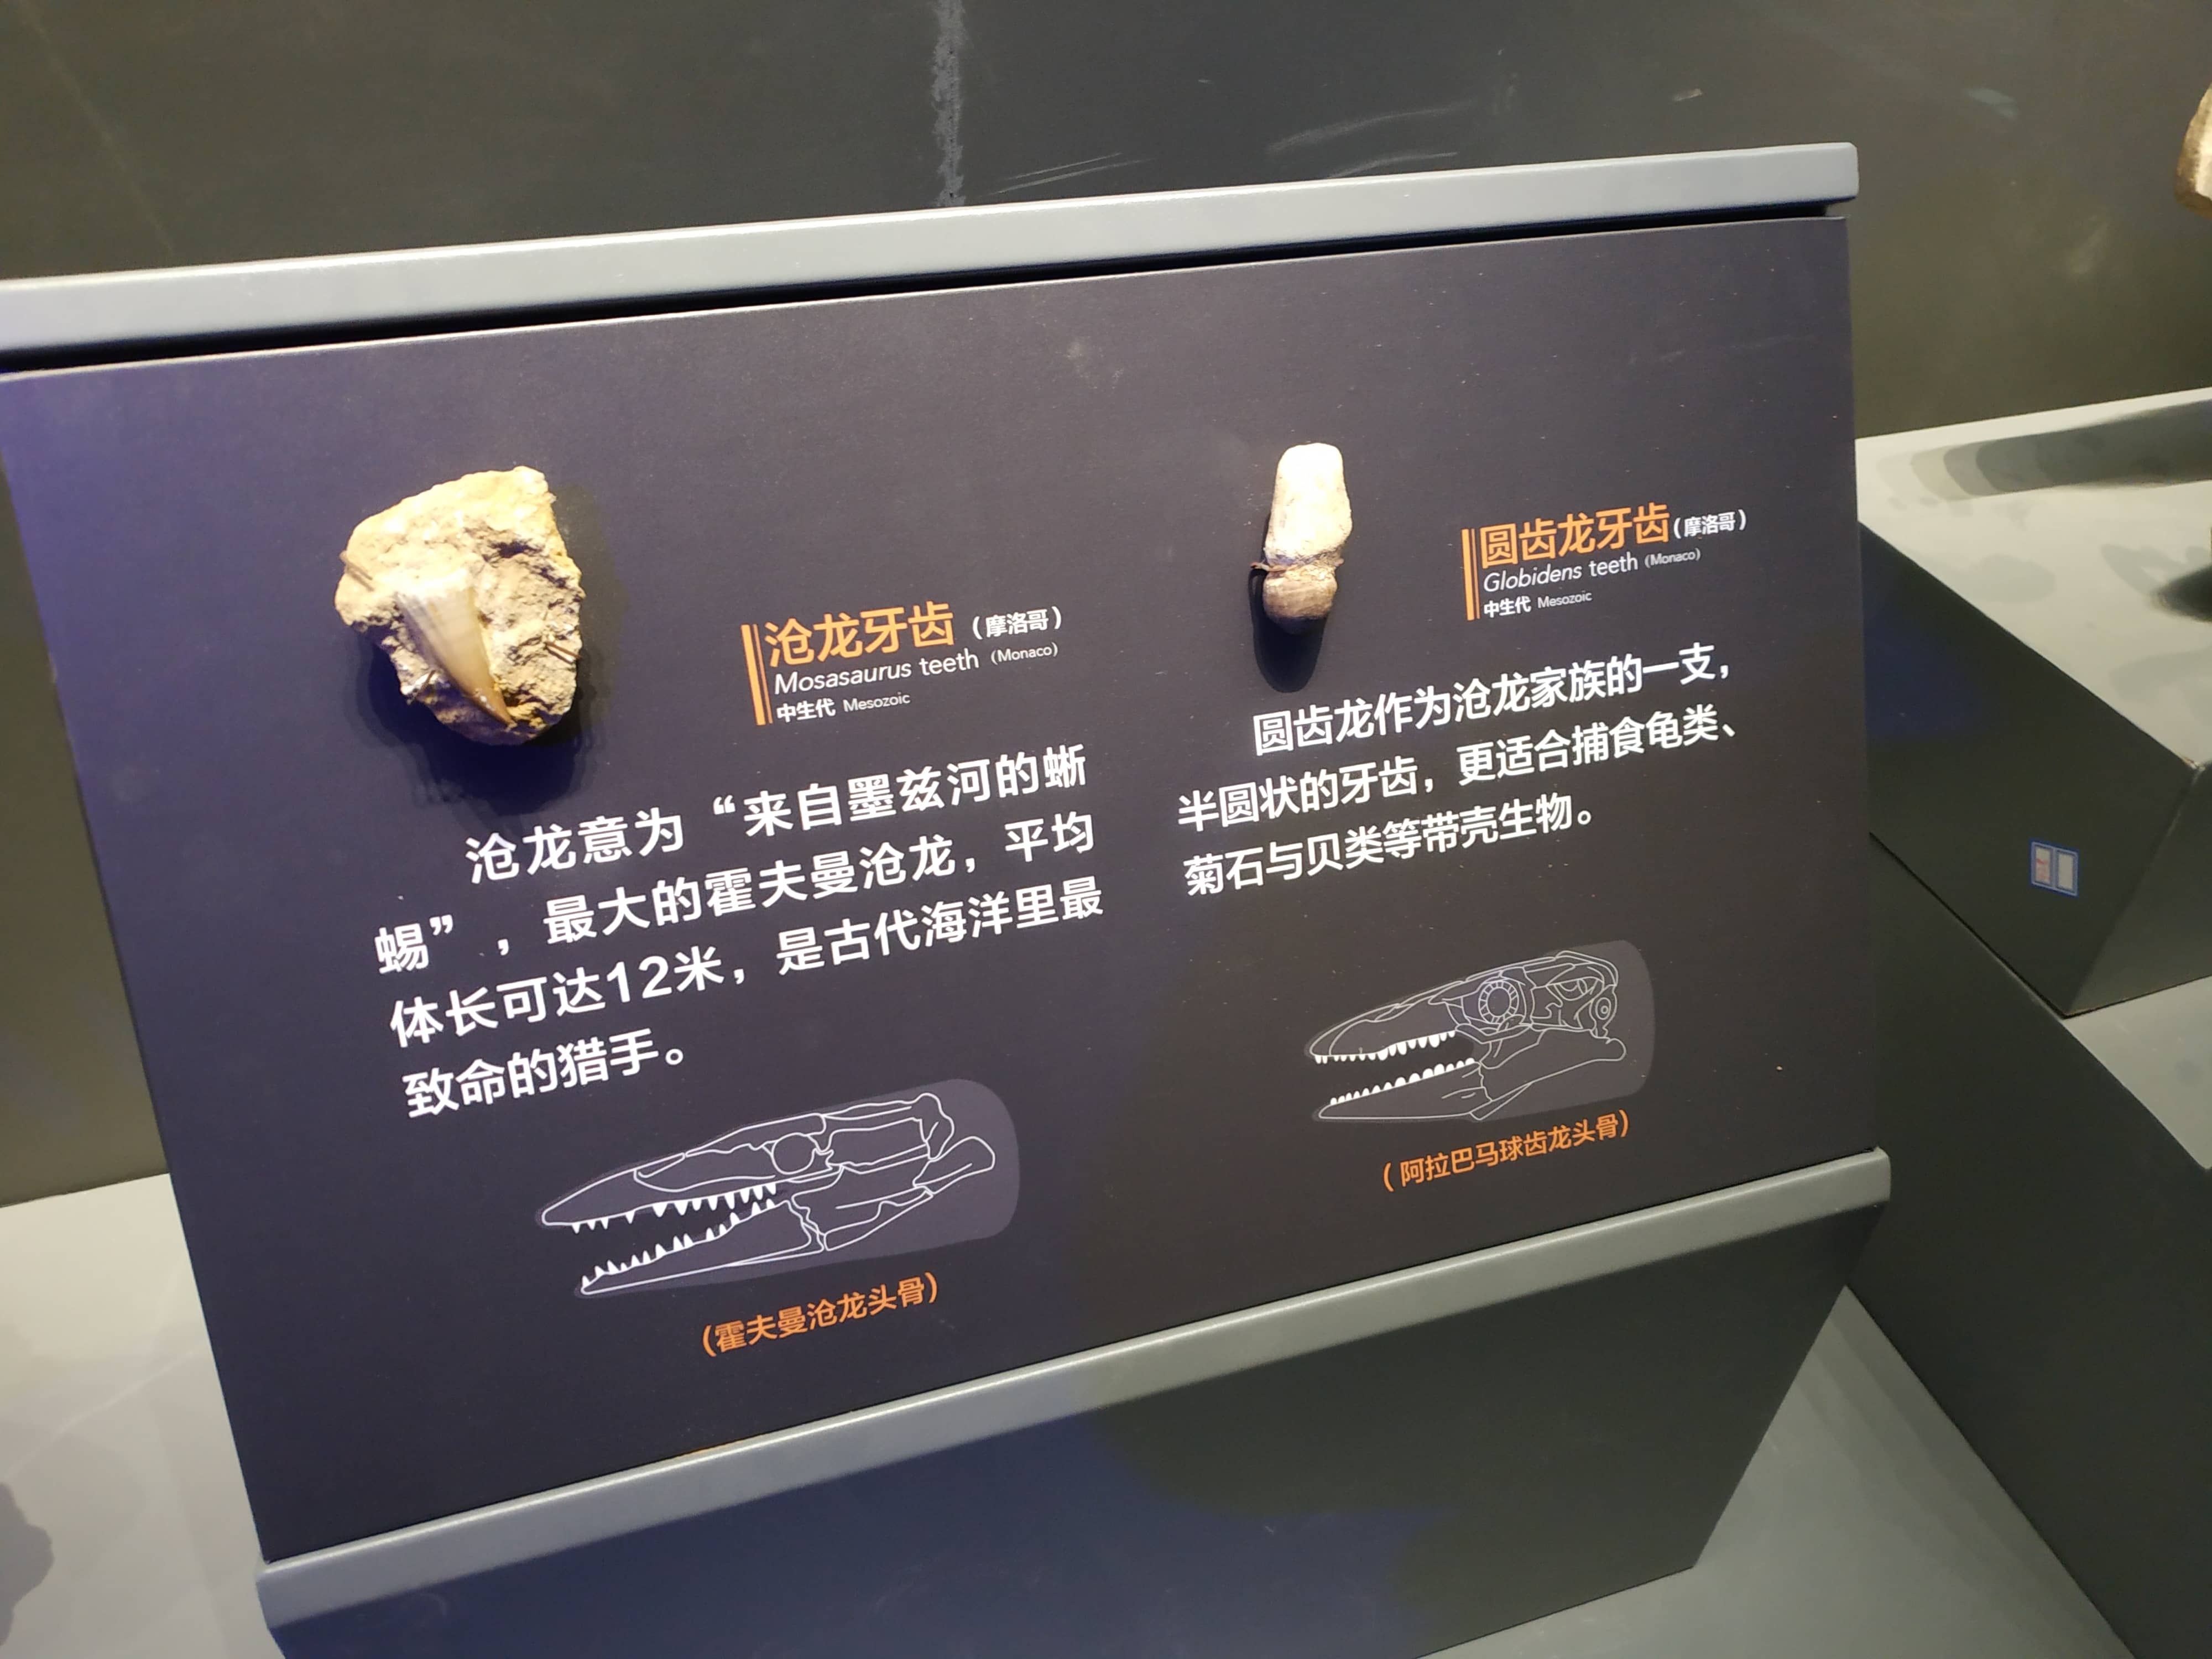 沧龙牙齿（摩洛哥）
Mosasaurus teeth (Monaco)
中生代 Mesozoic
沧龙意为“来自墨兹河的蜥
蜴”，最大的霍夫曼沧龙，平均
体长可达12米，是古代海洋里最
致命的猎手。
（霍夫曼沧龙头骨）
圆齿龙牙齿（摩洛哥）
Globidens teeth (Monaco)
中生代 Mesozoic
圆齿龙作为沧龙家族的一支，
半圆状的牙齿，更适合捕食龟类、
菊石与贝类等带壳生物。
（阿拉巴马球齿龙头骨）